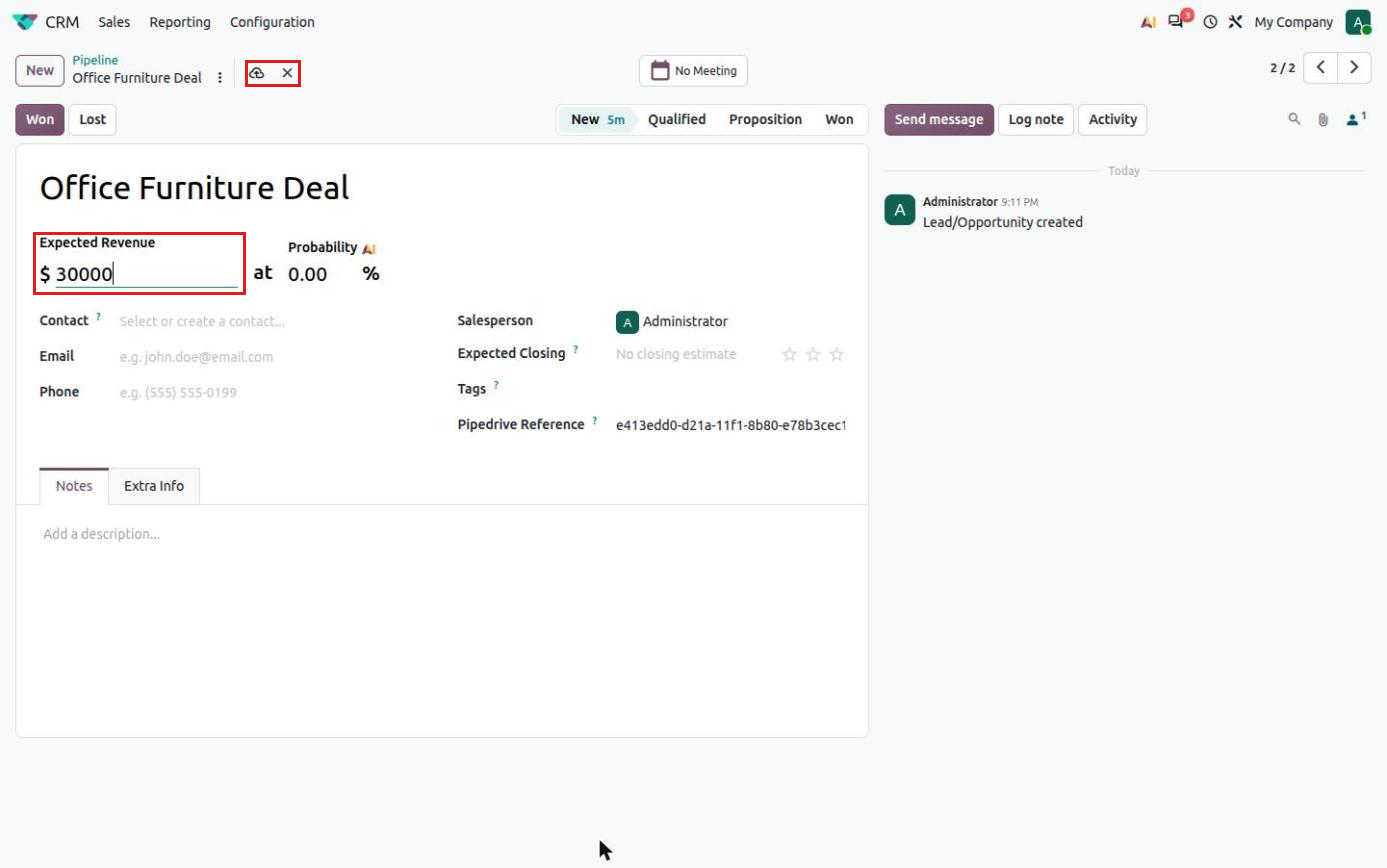 CRM Sales Reporting Configuration
3 My Company A
New
Pipeline
Office Furniture Deal
No Meeting
2 / 2
Won Lost
New 5m Qualified Proposition Won
Send message Log note Activity
1
Office Furniture Deal
Expected Revenue
Probability AI
$ 30000 at 0.00 %
Contact ? Select or create a contact...
Email e.g. john.doe@email.com
Phone e.g. (555) 555-0199
Salesperson A Administrator
Expected Closing ? No closing estimate
Tags ?
Pipedrive Reference ? e413edd0-d21a-11f1-8b80-e78b3cec1
Notes Extra Info
Add a description...
Today
A Administrator 9:11 PM
Lead/Opportunity created